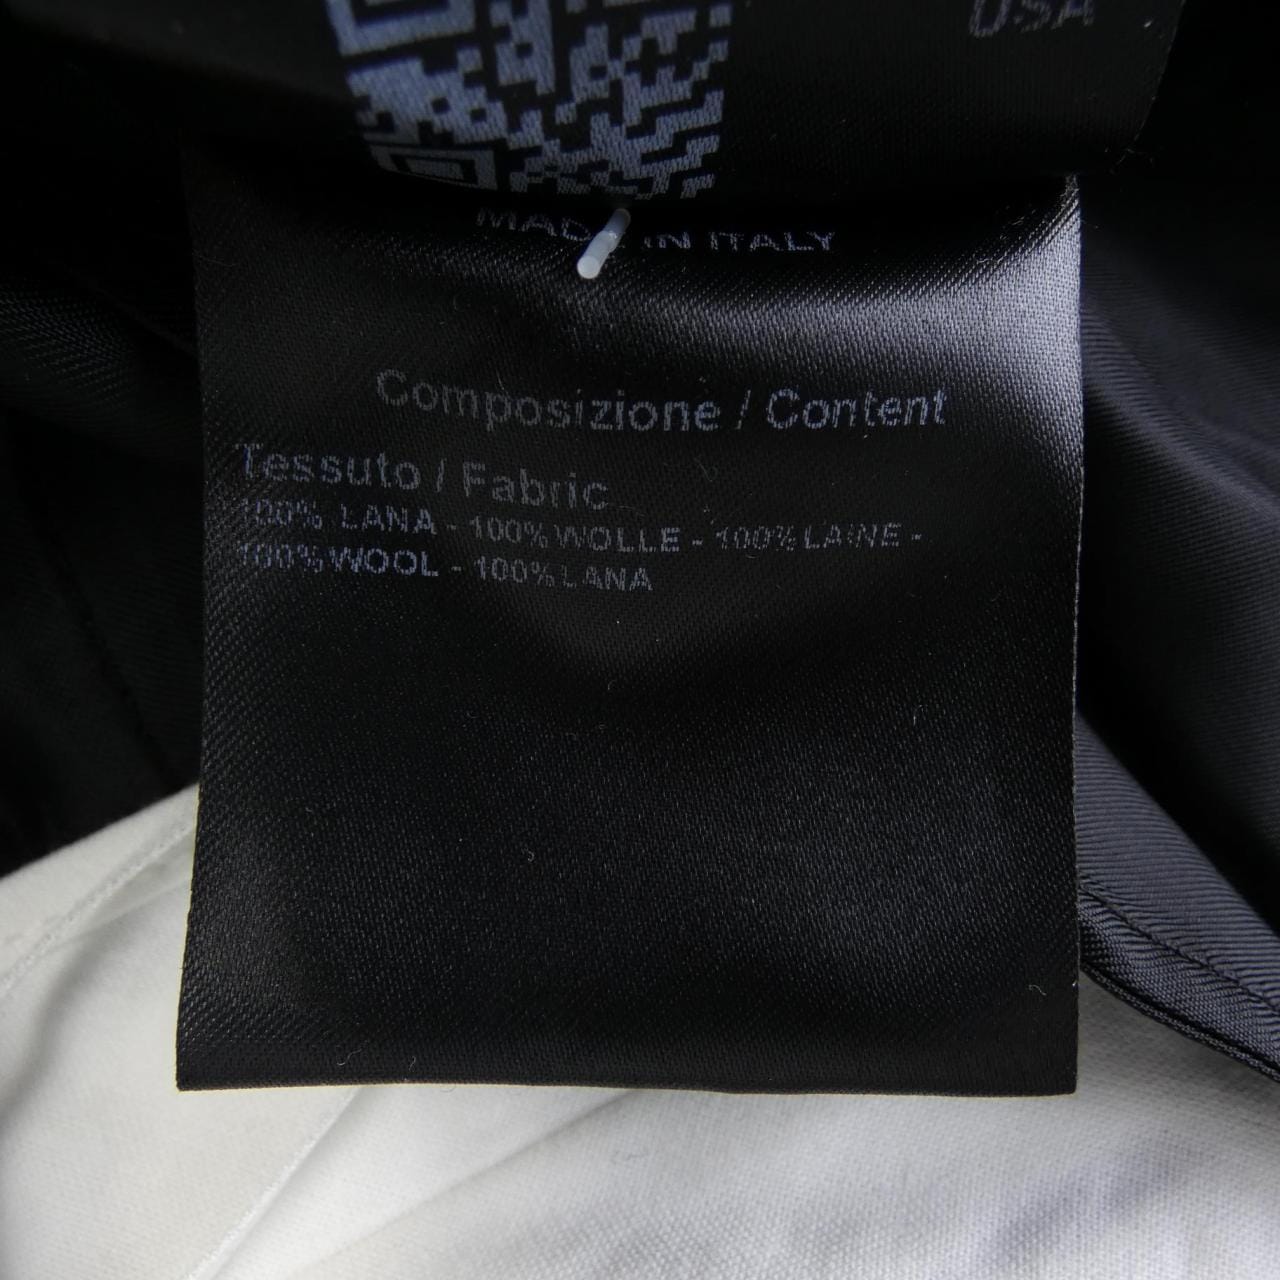 USA
MADE IN ITALY
Composizione / Content
Tessuto / Fabric
100% LANA - 100% WOLLE - 100% LAINE -
100% WOOL - 100% LANA